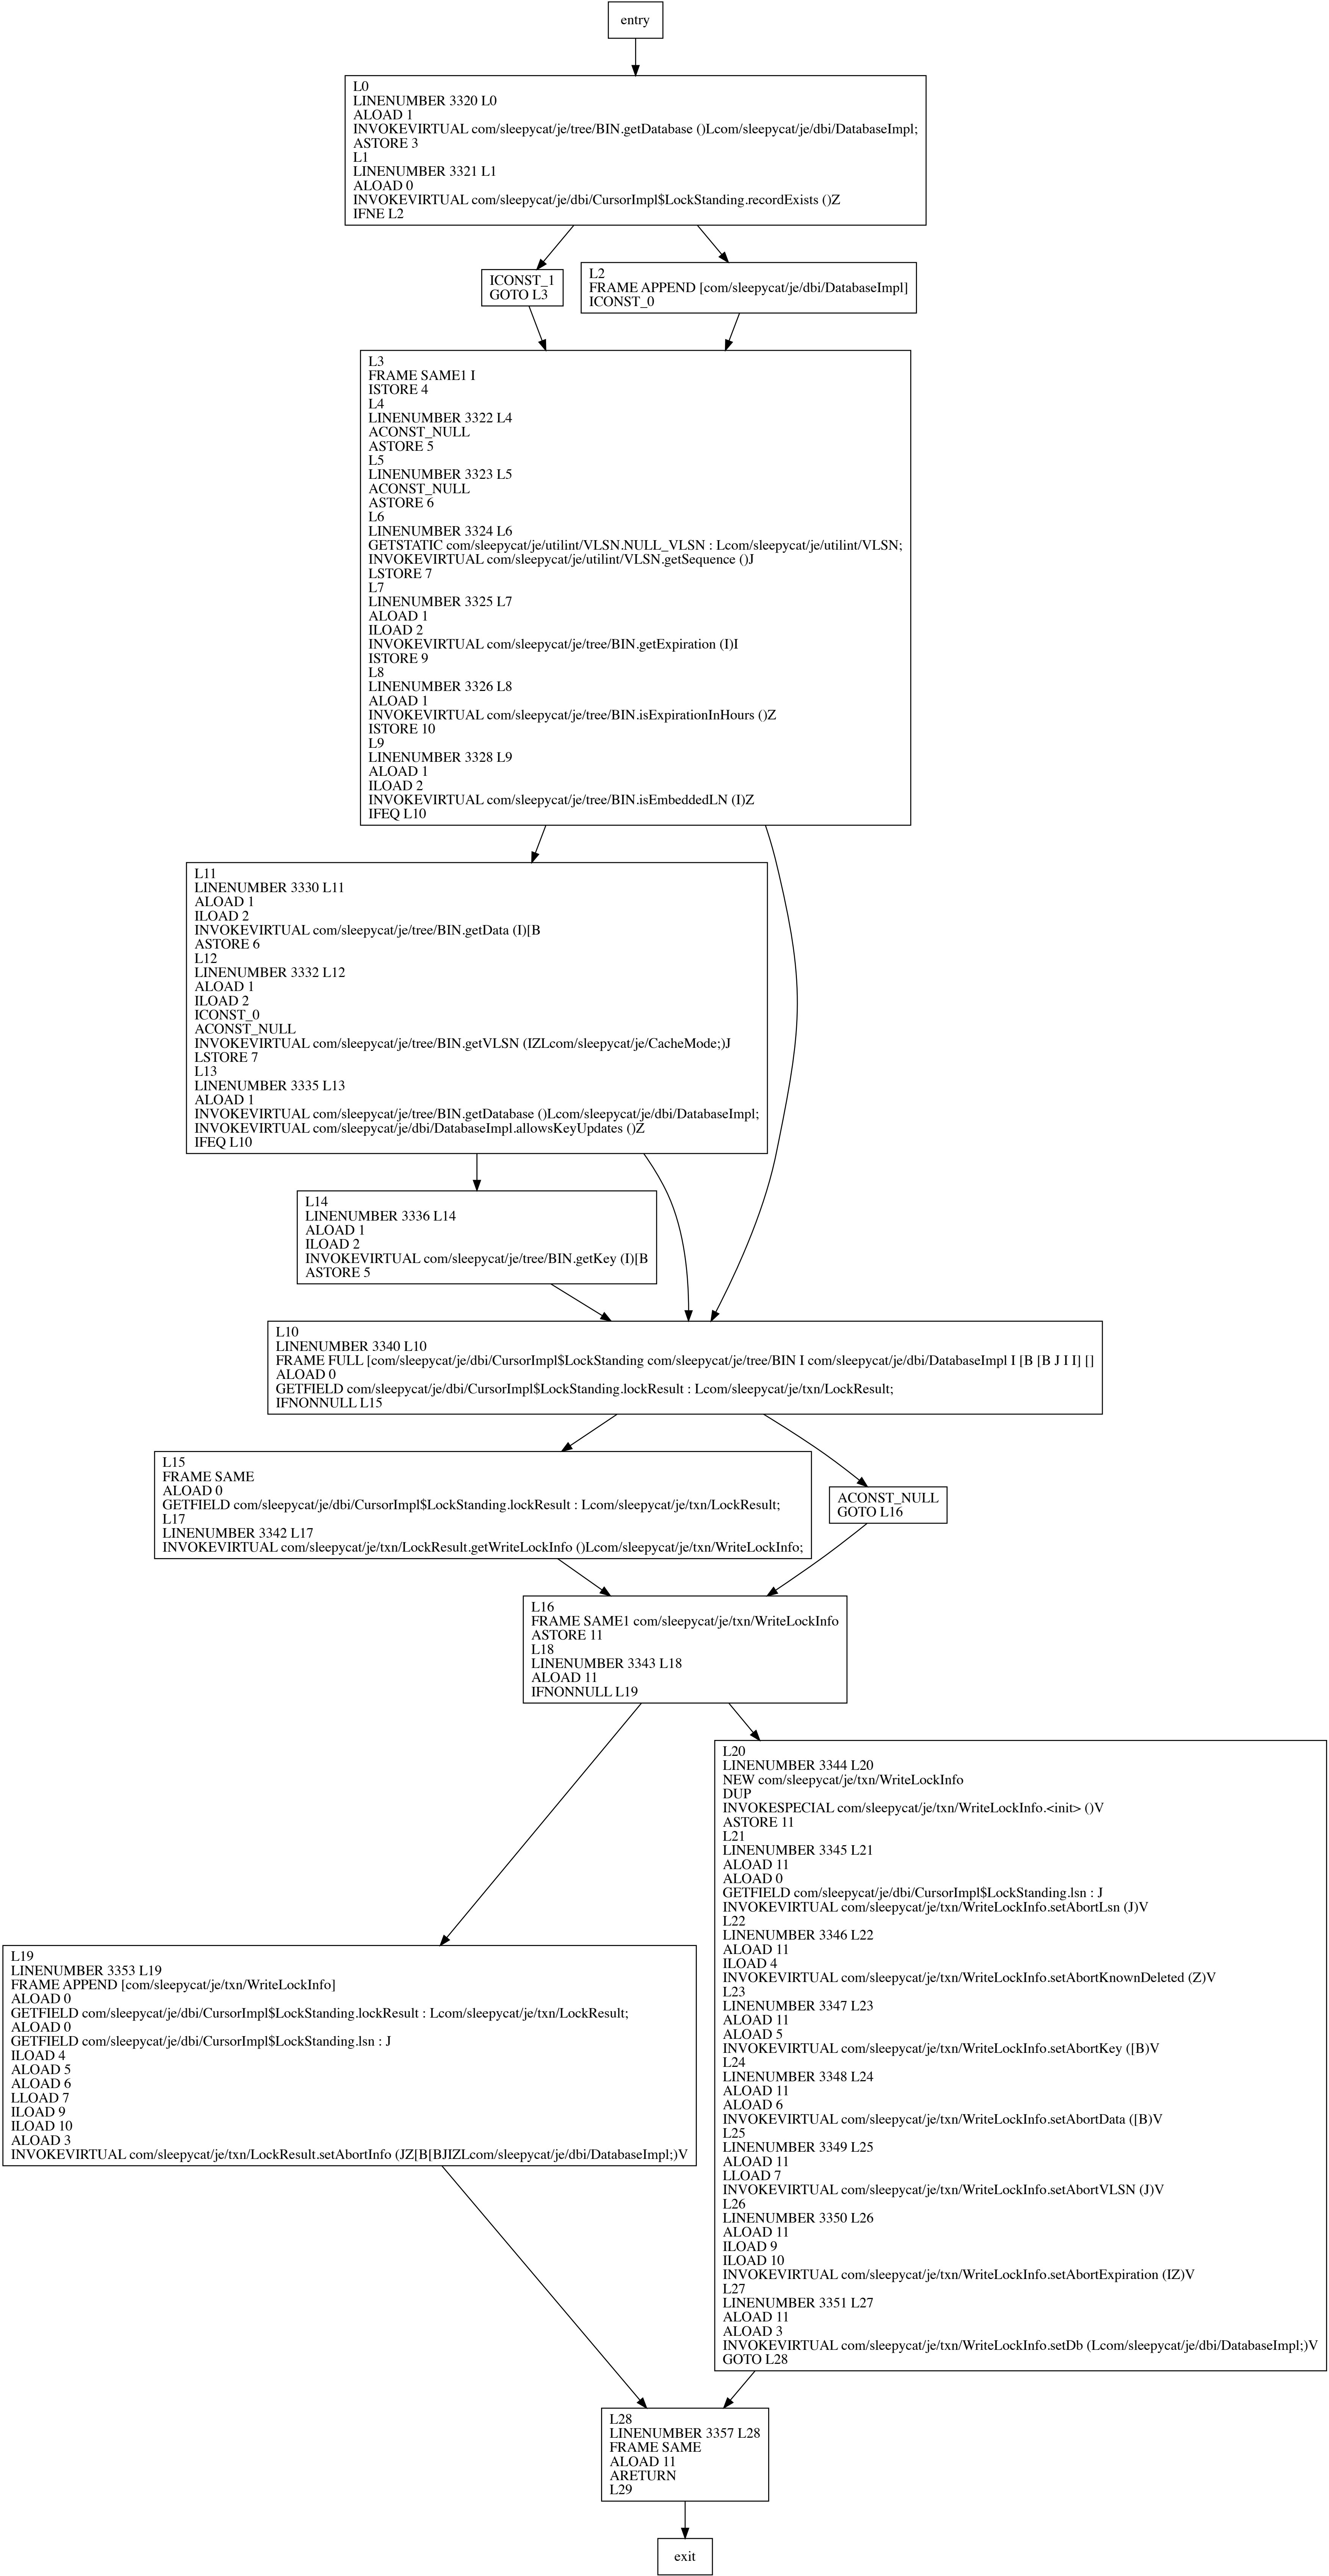 entry
L0
LINENUMBER 3320 L0
ALOAD 1
INVOKEVIRTUAL com/sleepycat/je/tree/BIN.getDatabase ()Lcom/sleepycat/je/dbi/DatabaseImpl;
ASTORE 3
L1
LINENUMBER 3321 L1
ALOAD 0
INVOKEVIRTUAL com/sleepycat/je/dbi/CursorImpl$LockStanding.recordExists ()Z
IFNE L2
ICONST_1
GOTO L3
L2
FRAME APPEND [com/sleepycat/je/dbi/DatabaseImpl]
ICONST_0
L3
FRAME SAME1 I
ISTORE 4
L4
LINENUMBER 3322 L4
ACONST_NULL
ASTORE 5
L5
LINENUMBER 3323 L5
ACONST_NULL
ASTORE 6
L6
LINENUMBER 3324 L6
GETSTATIC com/sleepycat/je/utilint/VLSN.NULL_VLSN : Lcom/sleepycat/je/utilint/VLSN;
INVOKEVIRTUAL com/sleepycat/je/utilint/VLSN.getSequence ()J
LSTORE 7
L7
LINENUMBER 3325 L7
ALOAD 1
ILOAD 2
INVOKEVIRTUAL com/sleepycat/je/tree/BIN.getExpiration (I)I
ISTORE 9
L8
LINENUMBER 3326 L8
ALOAD 1
INVOKEVIRTUAL com/sleepycat/je/tree/BIN.isExpirationInHours ()Z
ISTORE 10
L9
LINENUMBER 3328 L9
ALOAD 1
ILOAD 2
INVOKEVIRTUAL com/sleepycat/je/tree/BIN.isEmbeddedLN (I)Z
IFEQ L10
L11
LINENUMBER 3330 L11
ALOAD 1
ILOAD 2
INVOKEVIRTUAL com/sleepycat/je/tree/BIN.getData (I)[B
ASTORE 6
L12
LINENUMBER 3332 L12
ALOAD 1
ILOAD 2
ICONST_0
ACONST_NULL
INVOKEVIRTUAL com/sleepycat/je/tree/BIN.getVLSN (IZLcom/sleepycat/je/CacheMode;)J
LSTORE 7
L13
LINENUMBER 3335 L13
ALOAD 1
INVOKEVIRTUAL com/sleepycat/je/tree/BIN.getDatabase ()Lcom/sleepycat/je/dbi/DatabaseImpl;
INVOKEVIRTUAL com/sleepycat/je/dbi/DatabaseImpl.allowsKeyUpdates ()Z
IFEQ L10
L14
LINENUMBER 3336 L14
ALOAD 1
ILOAD 2
INVOKEVIRTUAL com/sleepycat/je/tree/BIN.getKey (I)[B
ASTORE 5
L10
LINENUMBER 3340 L10
FRAME FULL [com/sleepycat/je/dbi/CursorImpl$LockStanding com/sleepycat/je/tree/BIN I com/sleepycat/je/dbi/DatabaseImpl I [B [B J I I] []
ALOAD 0
GETFIELD com/sleepycat/je/dbi/CursorImpl$LockStanding.lockResult : Lcom/sleepycat/je/txn/LockResult;
IFNONNULL L15
L15
FRAME SAME
ALOAD 0
GETFIELD com/sleepycat/je/dbi/CursorImpl$LockStanding.lockResult : Lcom/sleepycat/je/txn/LockResult;
L17
LINENUMBER 3342 L17
INVOKEVIRTUAL com/sleepycat/je/txn/LockResult.getWriteLockInfo ()Lcom/sleepycat/je/txn/WriteLockInfo;
ACONST_NULL
GOTO L16
L16
FRAME SAME1 com/sleepycat/je/txn/WriteLockInfo
ASTORE 11
L18
LINENUMBER 3343 L18
ALOAD 11
IFNONNULL L19
L20
LINENUMBER 3344 L20
NEW com/sleepycat/je/txn/WriteLockInfo
DUP
INVOKESPECIAL com/sleepycat/je/txn/WriteLockInfo.<init> ()V
ASTORE 11
L21
LINENUMBER 3345 L21
ALOAD 11
ALOAD 0
GETFIELD com/sleepycat/je/dbi/CursorImpl$LockStanding.lsn : J
INVOKEVIRTUAL com/sleepycat/je/txn/WriteLockInfo.setAbortLsn (J)V
L22
LINENUMBER 3346 L22
ALOAD 11
ILOAD 4
INVOKEVIRTUAL com/sleepycat/je/txn/WriteLockInfo.setAbortKnownDeleted (Z)V
L23
LINENUMBER 3347 L23
ALOAD 11
ALOAD 5
INVOKEVIRTUAL com/sleepycat/je/txn/WriteLockInfo.setAbortKey ([B)V
L24
LINENUMBER 3348 L24
ALOAD 11
ALOAD 6
INVOKEVIRTUAL com/sleepycat/je/txn/WriteLockInfo.setAbortData ([B)V
L25
LINENUMBER 3349 L25
ALOAD 11
LLOAD 7
INVOKEVIRTUAL com/sleepycat/je/txn/WriteLockInfo.setAbortVLSN (J)V
L26
LINENUMBER 3350 L26
ALOAD 11
ILOAD 9
ILOAD 10
INVOKEVIRTUAL com/sleepycat/je/txn/WriteLockInfo.setAbortExpiration (IZ)V
L27
LINENUMBER 3351 L27
ALOAD 11
ALOAD 3
INVOKEVIRTUAL com/sleepycat/je/txn/WriteLockInfo.setDb (Lcom/sleepycat/je/dbi/DatabaseImpl;)V
GOTO L28
L19
LINENUMBER 3353 L19
FRAME APPEND [com/sleepycat/je/txn/WriteLockInfo]
ALOAD 0
GETFIELD com/sleepycat/je/dbi/CursorImpl$LockStanding.lockResult : Lcom/sleepycat/je/txn/LockResult;
ALOAD 0
GETFIELD com/sleepycat/je/dbi/CursorImpl$LockStanding.lsn : J
ILOAD 4
ALOAD 5
ALOAD 6
LLOAD 7
ILOAD 9
ILOAD 10
ALOAD 3
INVOKEVIRTUAL com/sleepycat/je/txn/LockResult.setAbortInfo (JZ[B[BJIZLcom/sleepycat/je/dbi/DatabaseImpl;)V
L28
LINENUMBER 3357 L28
FRAME SAME
ALOAD 11
ARETURN
L29
exit